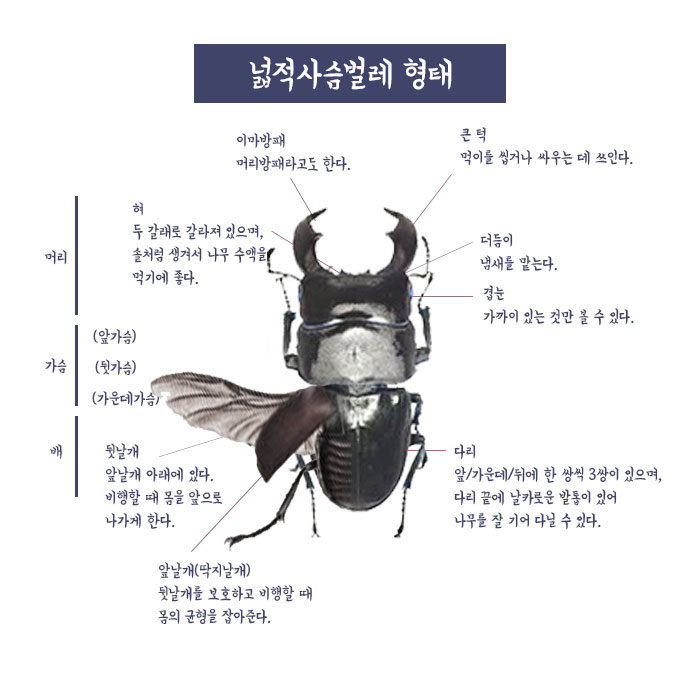 넓적사슴벌레 형태
이마방패
머리방패라고도 한다.
큰 턱
먹이를 씹거나 싸우는 데 쓰인다.
혀
두 갈래로 갈라져 있으며,
솔처럼 생겨서 나무 수액을
먹기에 좋다.
더듬이
냄새를 맡는다.
겹눈
가까이 있는 것만 볼 수 있다.
머리
가슴
(앞가슴)
(뒷가슴)
(가운데가슴)
배
뒷날개
앞날개 아래에 있다.
비행할 때 몸을 앞으로
나가게 한다.
다리
앞/가운데/뒤에 한 쌍씩 3쌍이 있으며,
다리 끝에 날카로운 발톱이 있어
나무를 잘 기어 다닐 수 있다.
앞날개(딱지날개)
뒷날개를 보호하고 비행할 때
몸의 균형을 잡아준다.